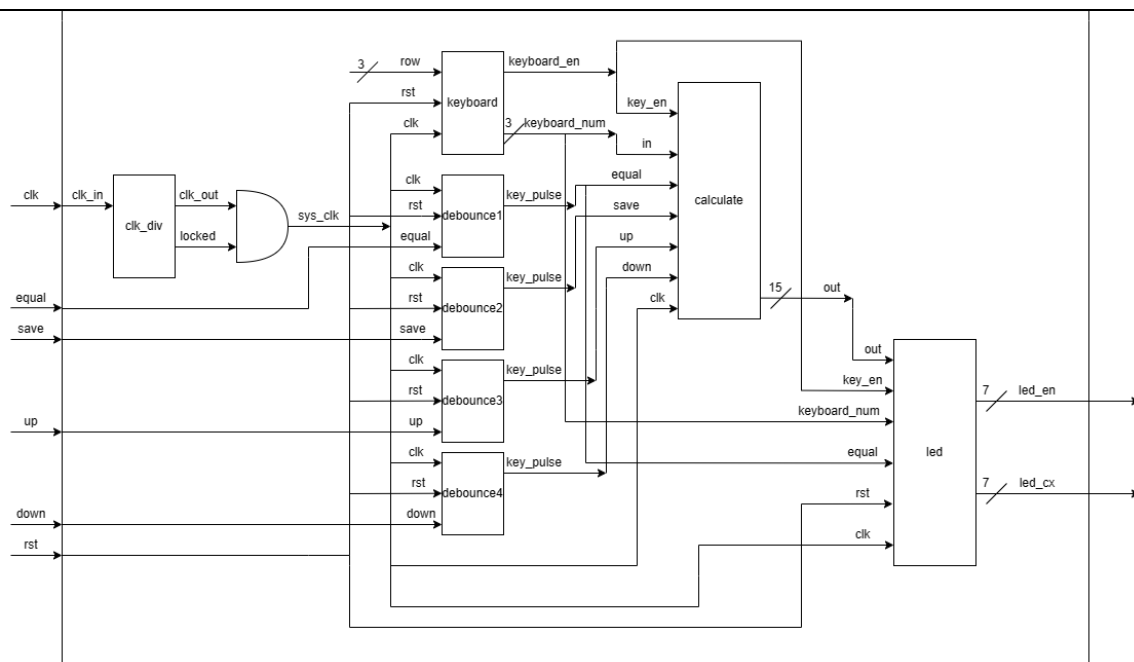 3 row
keyboard_en
rst
keyboard
key_en
clk
3 keyboard_num
in
clk clk_in
clk_out
clk
key_pulse
equal
sys_clk
rst
debounce1
save
calculate
clk_div
locked
equal
up
clk
key_pulse
down
equal
rst
debounce2
clk
15 out
save
save
out
clk
key_pulse
key_en
rst
debounce3
7 led_en
keyboard_num
up
up
led
clk
key_pulse
equal
rst
debounce4
7 led_cx
rst
down
down
clk
rst